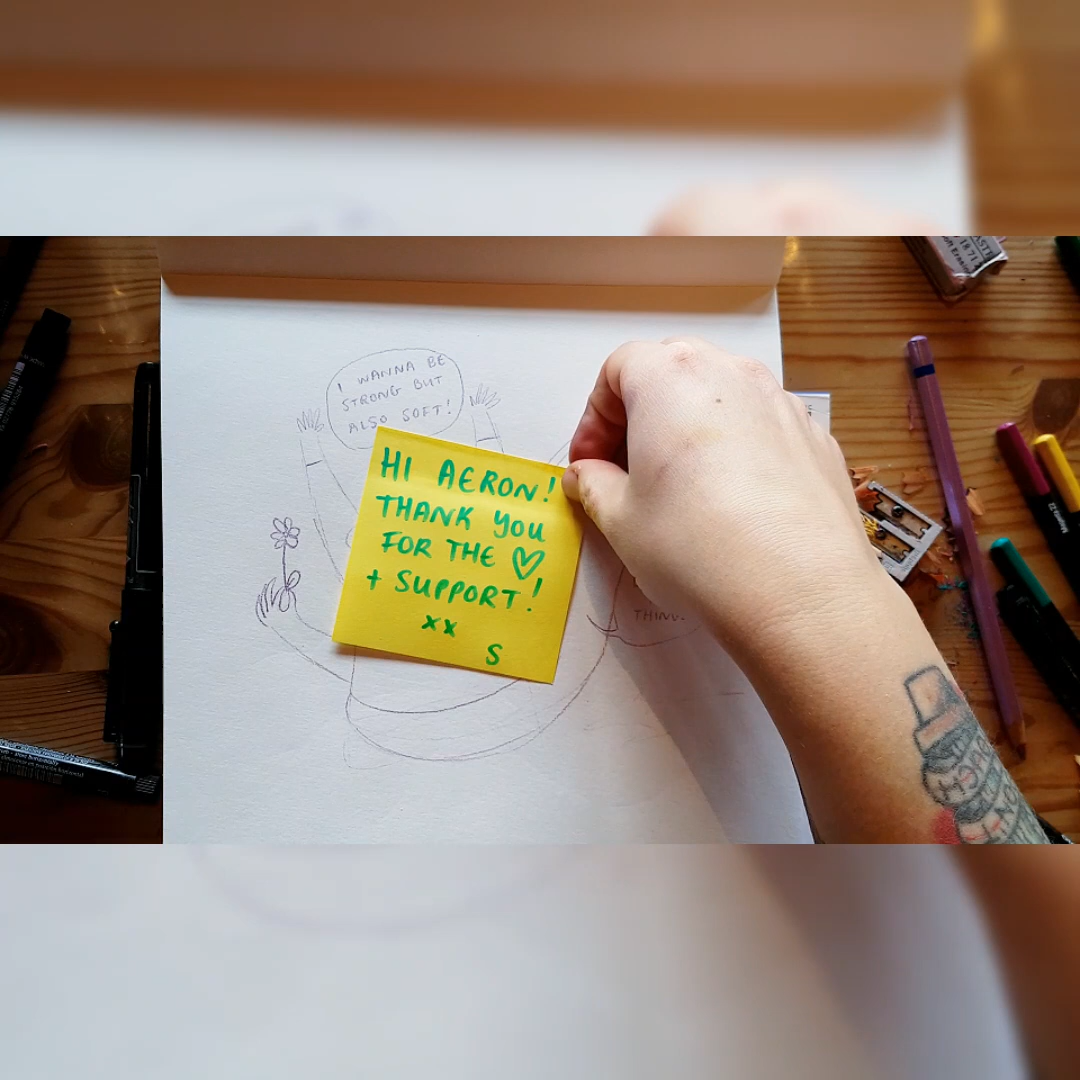 I WANNA BE
STRONG BUT
ALSO SOFT!
HI AERON!
THANK YOU
FOR THE ♡
+ SUPPORT!
xx
S